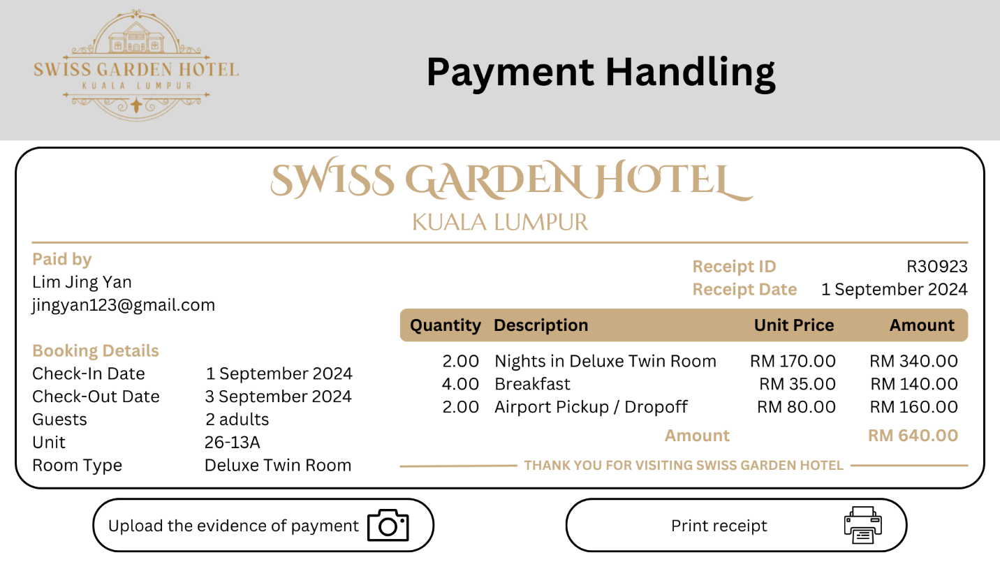 SWISS GARDEN HOTEL
KUALA LUMPUR
Payment Handling
SWISS GARDEN HOTEL
KUALA LUMPUR
Paid by
Lim Jing Yan
jingyan123@gmail.com
Receipt ID R30923
Receipt Date 1 September 2024
Booking Details
Check-In Date 1 September 2024
Check-Out Date 3 September 2024
Guests 2 adults
Unit 26-13A
Room Type Deluxe Twin Room
Quantity Description Unit Price Amount
2.00 Nights in Deluxe Twin Room RM 170.00 RM 340.00
4.00 Breakfast RM 35.00 RM 140.00
2.00 Airport Pickup / Dropoff RM 80.00 RM 160.00
Amount RM 640.00
THANK YOU FOR VISITING SWISS GARDEN HOTEL
Upload the evidence of payment
Print receipt